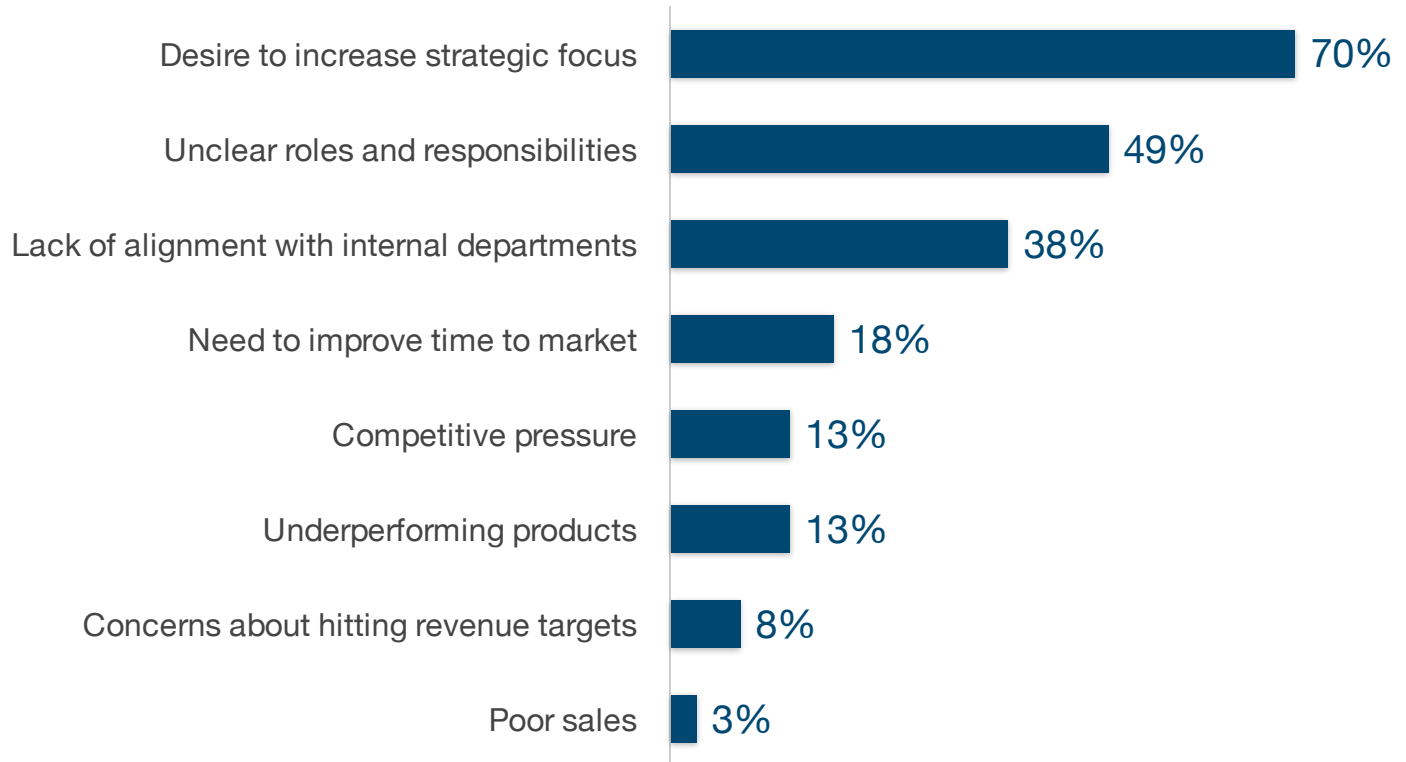 Desire to increase strategic focus 70%
Unclear roles and responsibilities 49%
Lack of alignment with internal departments 38%
Need to improve time to market 18%
Competitive pressure 13%
Underperforming products 13%
Concerns about hitting revenue targets 8%
Poor sales 3%